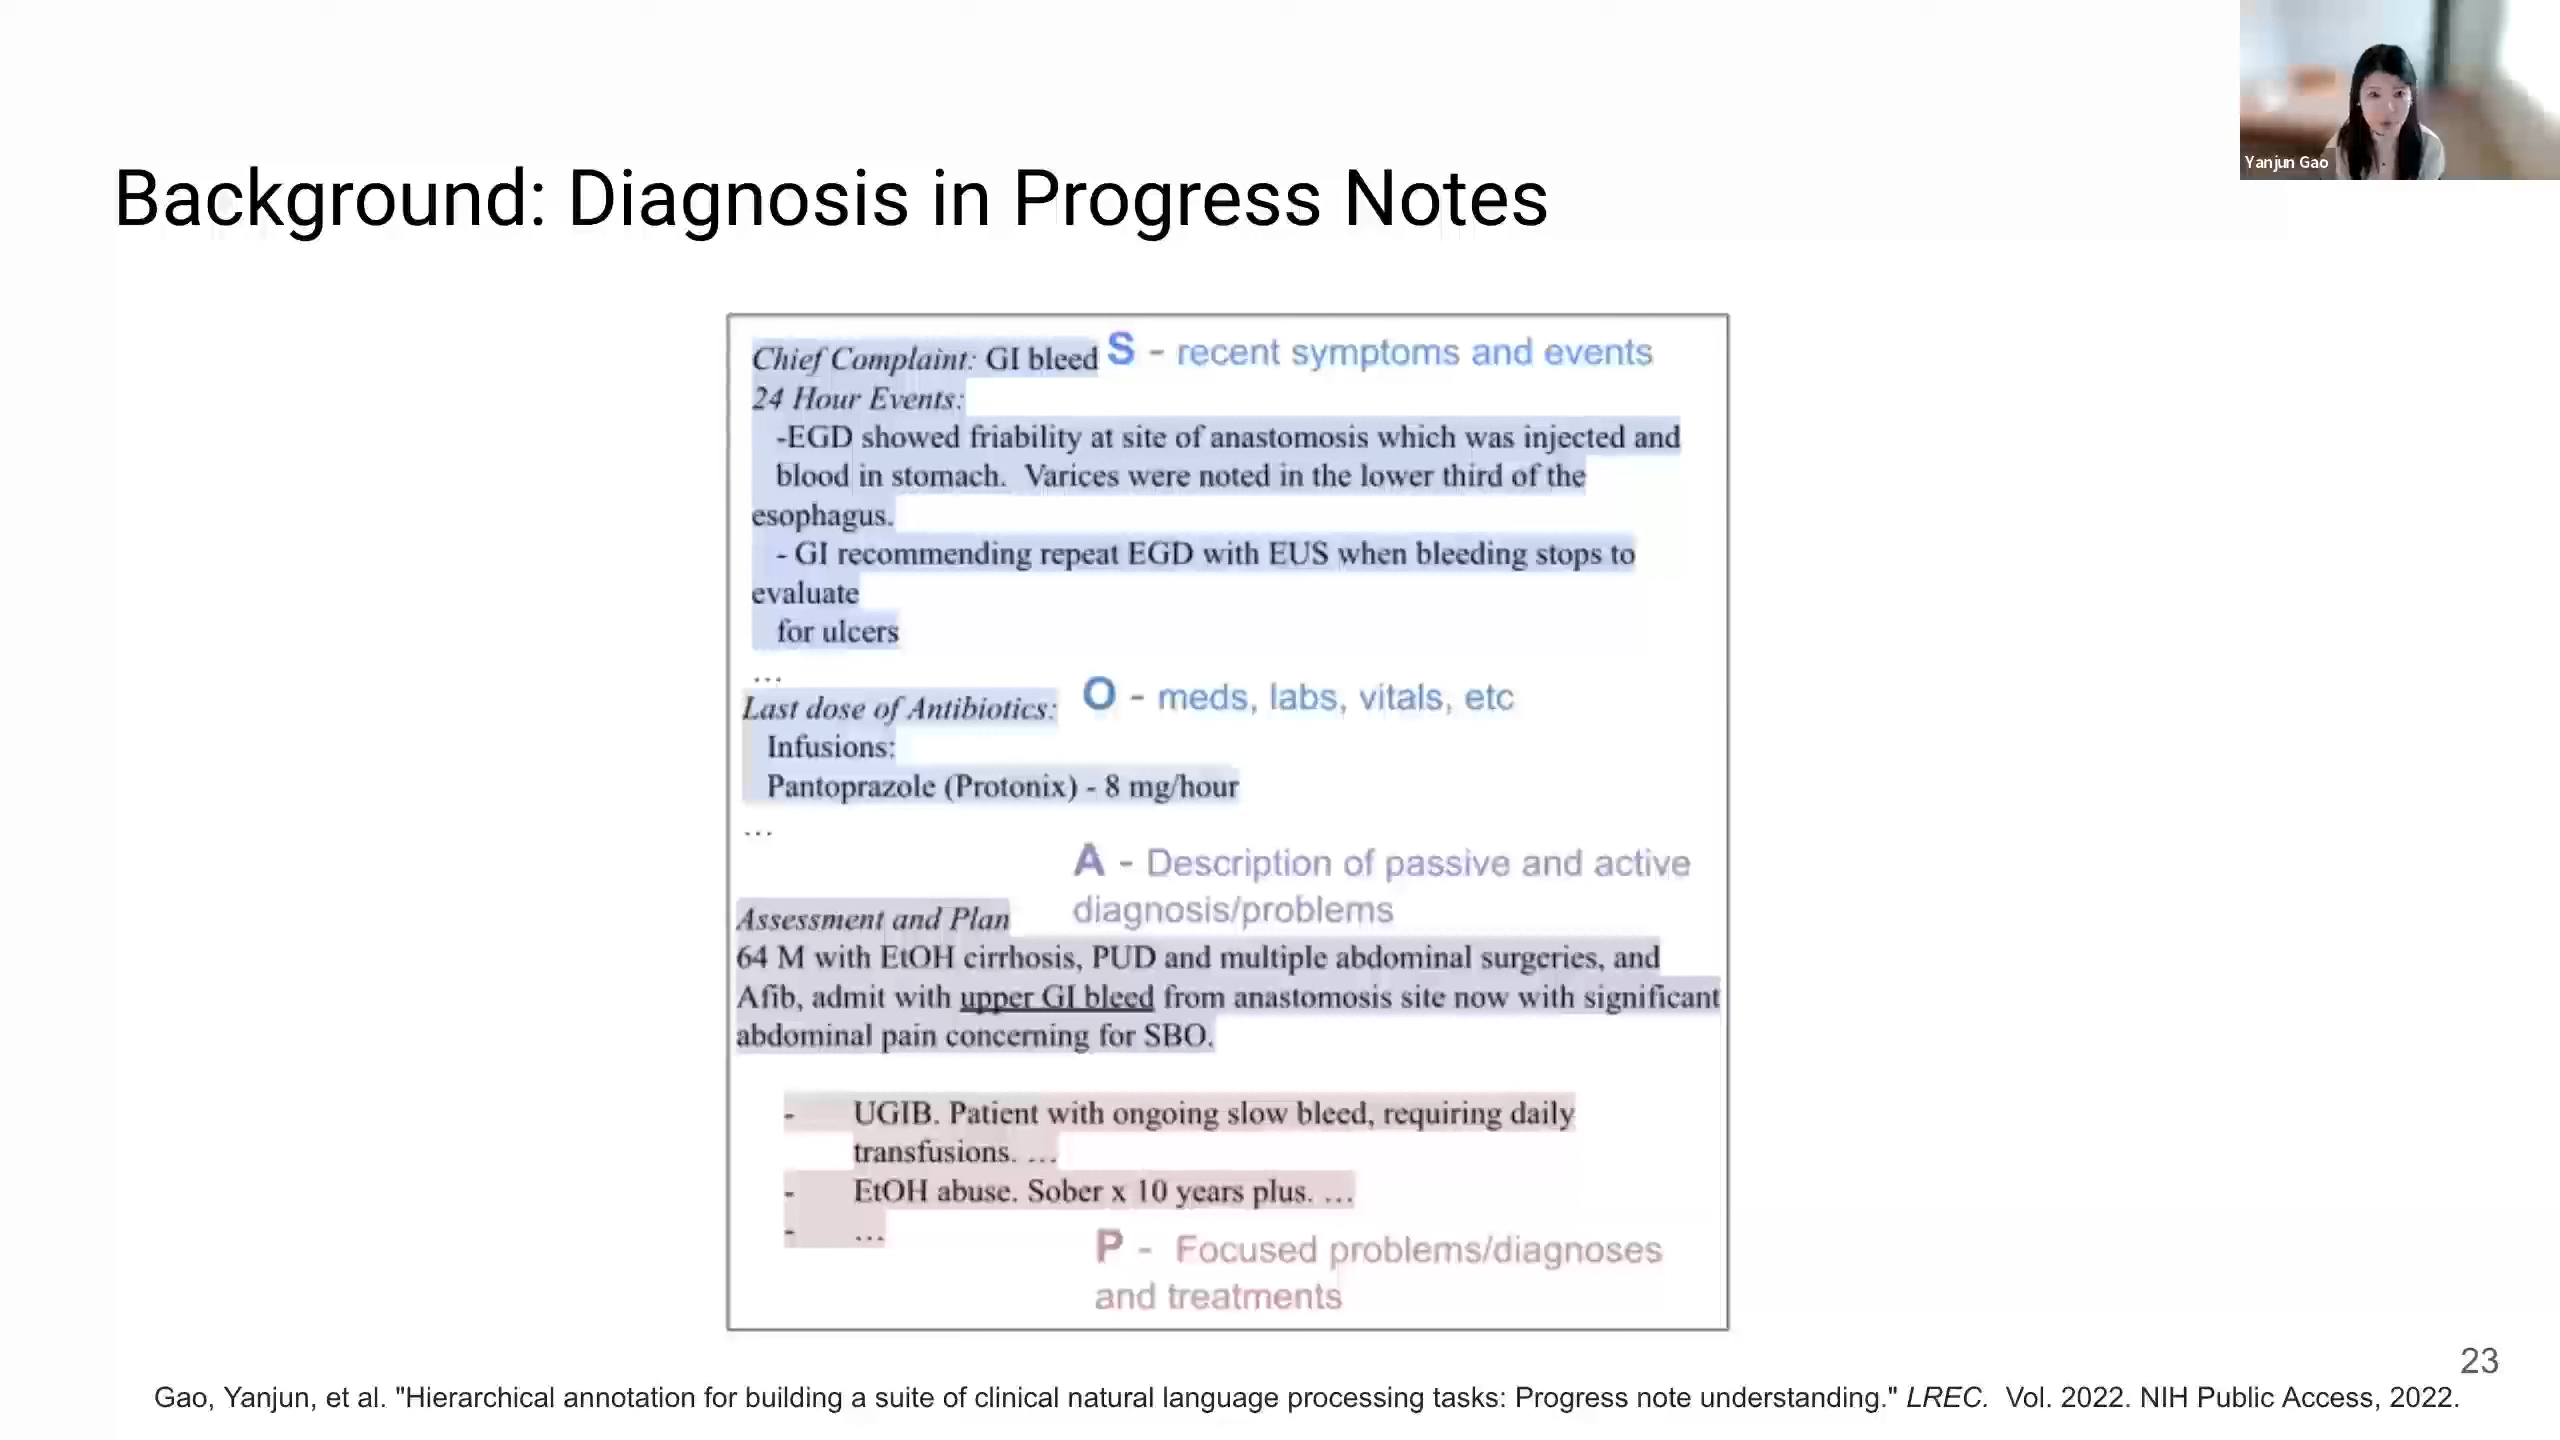 Yanjun Gao
Background: Diagnosis in Progress Notes
Chief Complaint: GI bleed S - recent symptoms and events
24 Hour Events:
-EGD showed friability at site of anastomosis which was injected and
blood in stomach. Varices were noted in the lower third of the
esophagus.
- GI recommending repeat EGD with EUS when bleeding stops to
evaluate
for ulcers
...
O - meds, labs, vitals, etc
Last dose of Antibiotics:
Infusions:
Pantoprazole (Protonix) - 8 mg/hour
...
A - Description of passive and active
diagnosis/problems
Assessment and Plan
64 M with EtOH cirrhosis, PUD and multiple abdominal surgeries, and
Afib, admit with upper GI bleed from anastomosis site now with significant
abdominal pain concerning for SBO.
- UGIB. Patient with ongoing slow bleed, requiring daily
transfusions. ...
- EtOH abuse. Sober x 10 years plus. ...
- ...
P - Focused problems/diagnoses
and treatments
23
Gao, Yanjun, et al. "Hierarchical annotation for building a suite of clinical natural language processing tasks: Progress note understanding." LREC. Vol. 2022. NIH Public Access, 2022.